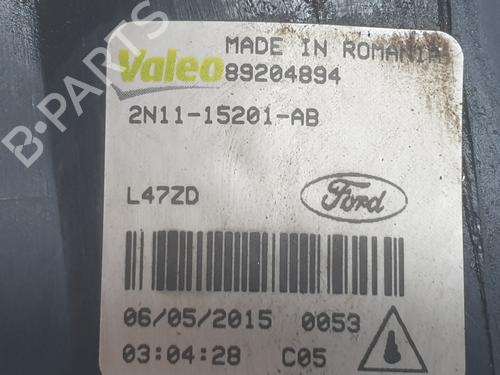 B-PARTS
Valeo MADE IN ROMANIA
89204894
2N11-15201-AB
L47ZD Ford
06/05/2015 0053
03:04:28 C05